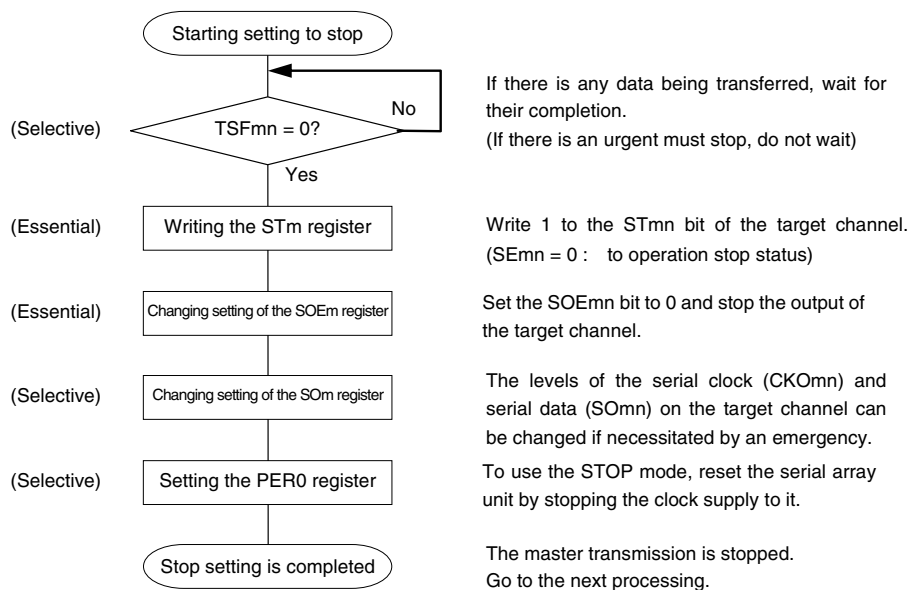 Starting setting to stop
No
(Selective)
TSFmn = 0?
If there is any data being transferred, wait for
their completion.
(If there is an urgent must stop, do not wait)
Yes
(Essential)
Writing the STm register
Write 1 to the STmn bit of the target channel.
(SEmn = 0 : to operation stop status)
(Essential)
Changing setting of the SOEm register
Set the SOEmn bit to 0 and stop the output of
the target channel.
(Selective)
Changing setting of the SOm register
The levels of the serial clock (CKOmn) and
serial data (SOmn) on the target channel can
be changed if necessitated by an emergency.
(Selective)
Setting the PER0 register
To use the STOP mode, reset the serial array
unit by stopping the clock supply to it.
Stop setting is completed
The master transmission is stopped.
Go to the next processing.